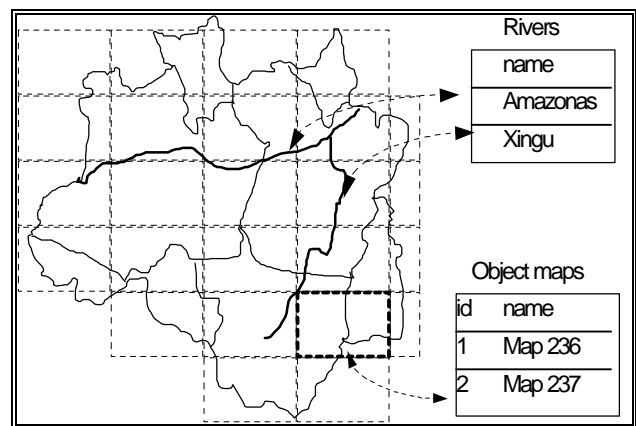 Rivers
name
Amazonas
Xingu
Object maps
id name
1 Map 236
2 Map 237